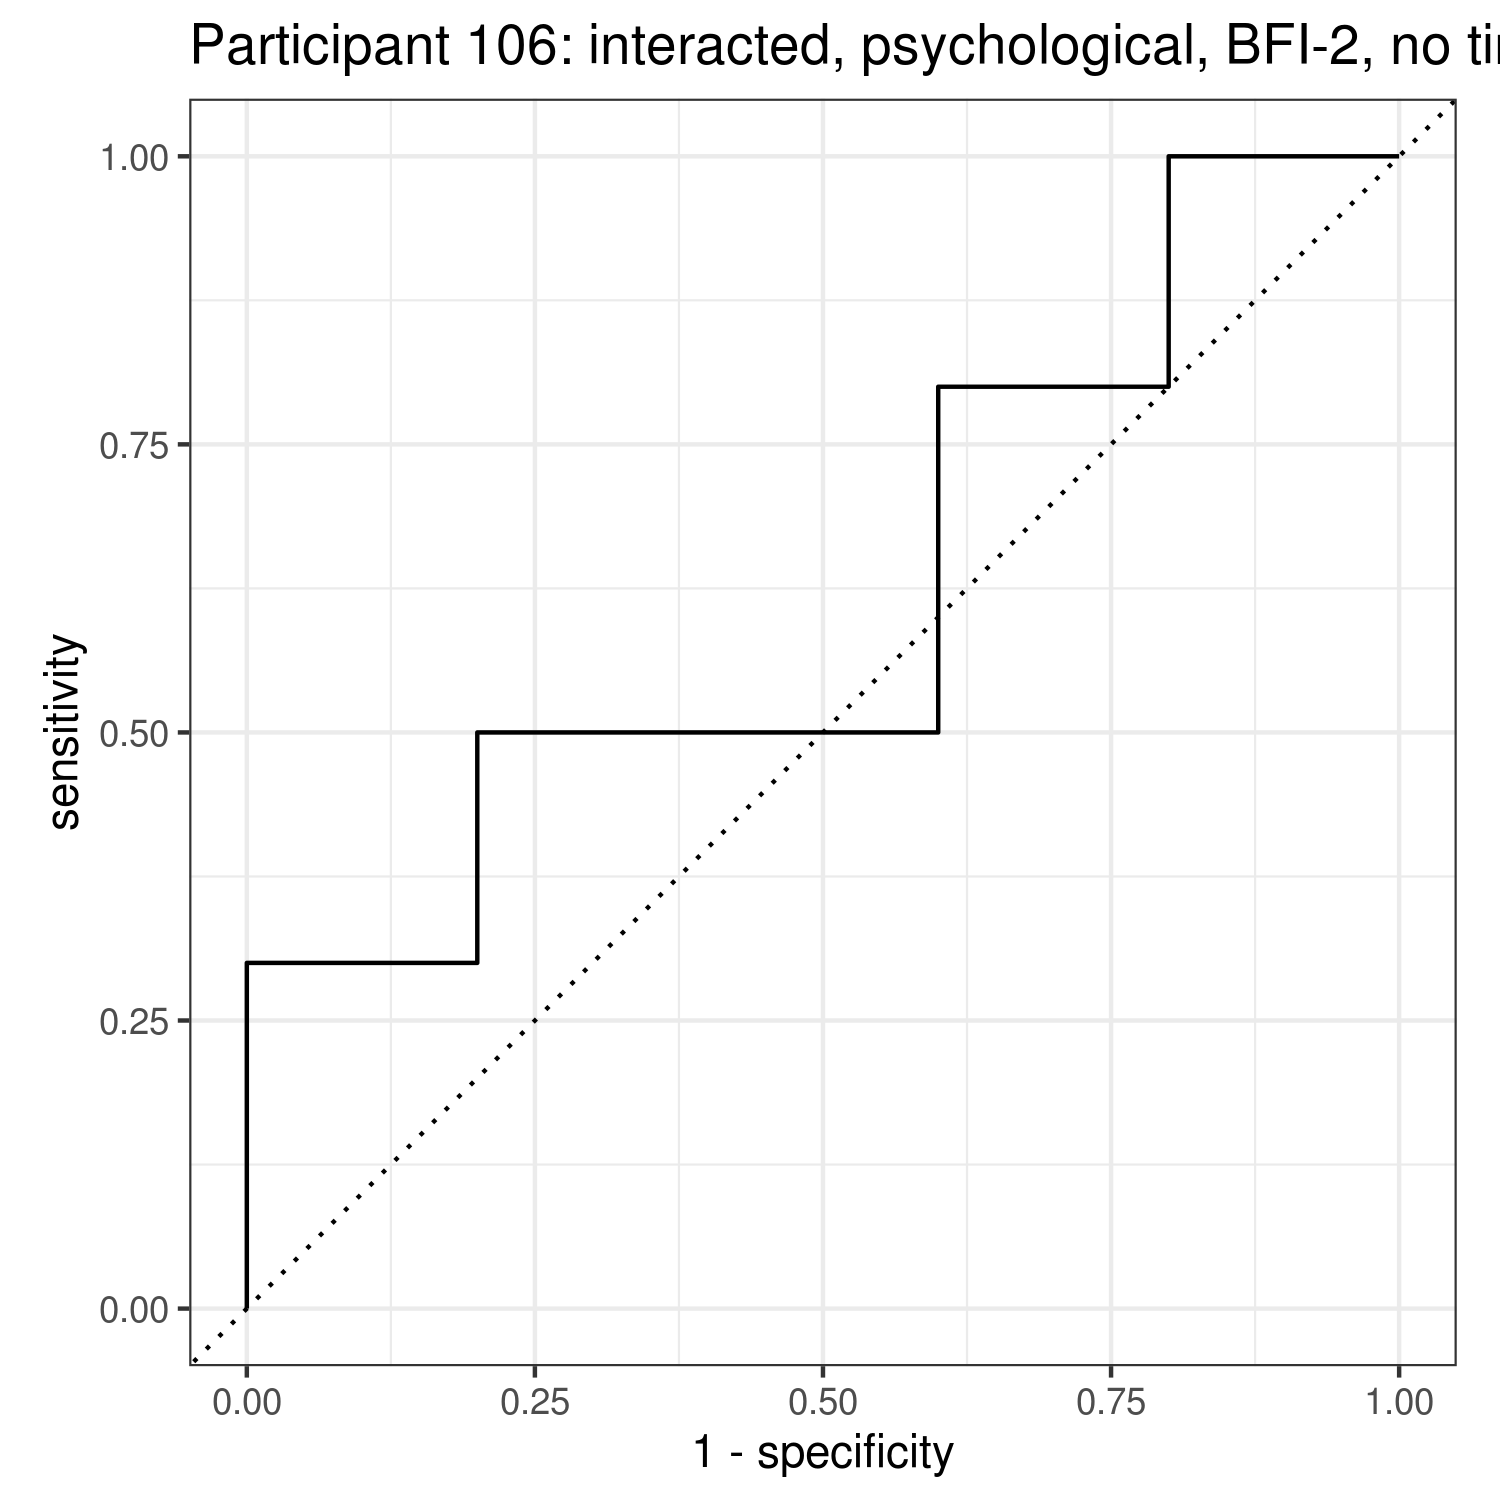 Participant 106: interacted, psychological, BFI-2, no
1.00
0.75
0.50
0.25
0.00
sensitivity
0.00 0.25 0.50 0.75 1.00
1 - specificity